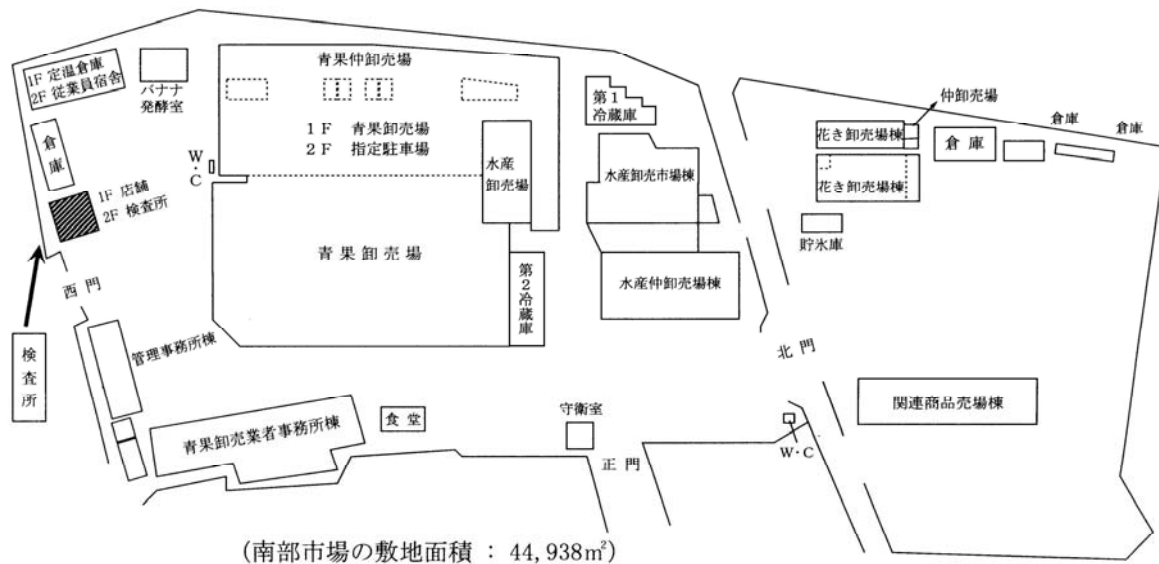 1F 定温倉庫
2F 従業員宿舎
バナナ
発酵室
倉庫
1F 店舗
2F 検査所
W・C
青果仲卸売場
1F 青果卸売場
2F 指定駐車場
水産
卸売場
青果卸売場
第2冷蔵庫
第1
冷蔵庫
水産卸売市場棟
水産仲卸売場棟
仲卸売場
花き卸売場棟
倉庫
倉庫
倉庫
花き卸売場棟
貯氷庫
西門
検査所
管理事務所棟
青果卸売業者事務所棟
食堂
守衛室
正門
W・C
北門
関連商品売場棟
(南部市場の敷地面積 : 44,938㎡)